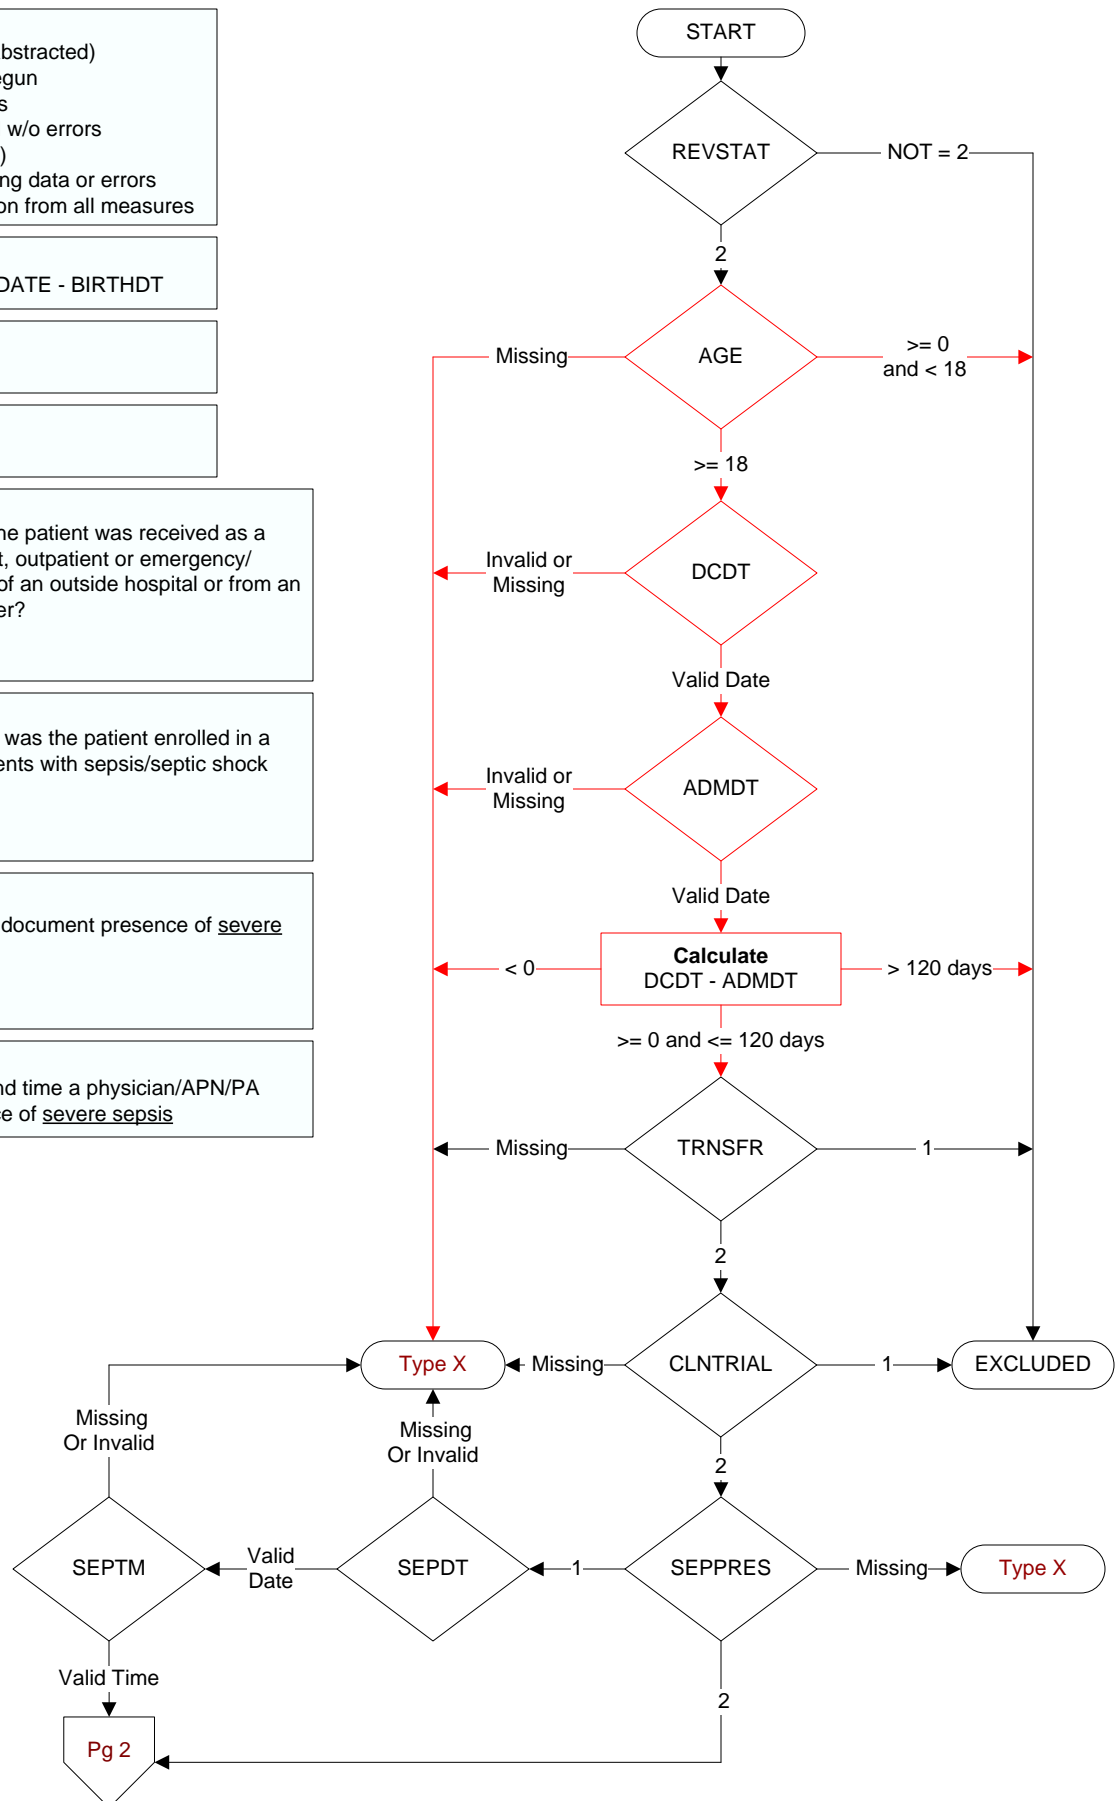 bstracted)
egun
s
w/o errors
)
ng data or errors
on from all measures
DATE - BIRTHDT
he patient was received as a
t, outpatient or emergency/
of an outside hospital or from an
er?
was the patient enrolled in a
ents with sepsis/septic shock
document presence of severe
nd time a physician/APN/PA
ce of severe sepsis
START
REVSTAT
NOT = 2
2
Missing
AGE
>= 0
and < 18
>= 18
Invalid or
Missing
DCDT
Valid Date
Invalid or
Missing
ADMDT
Valid Date
< 0
Calculate
DCDT - ADMDT
> 120 days
>= 0 and <= 120 days
Missing
TRNSFR
1
2
Type X
Missing
CLNTRIAL
1
EXCLUDED
Missing
Or Invalid
Missing
Or Invalid
2
SEPTM
Valid
Date
SEPDT
1
SEPPRES
Missing
Type X
Valid Time
2
Pg 2